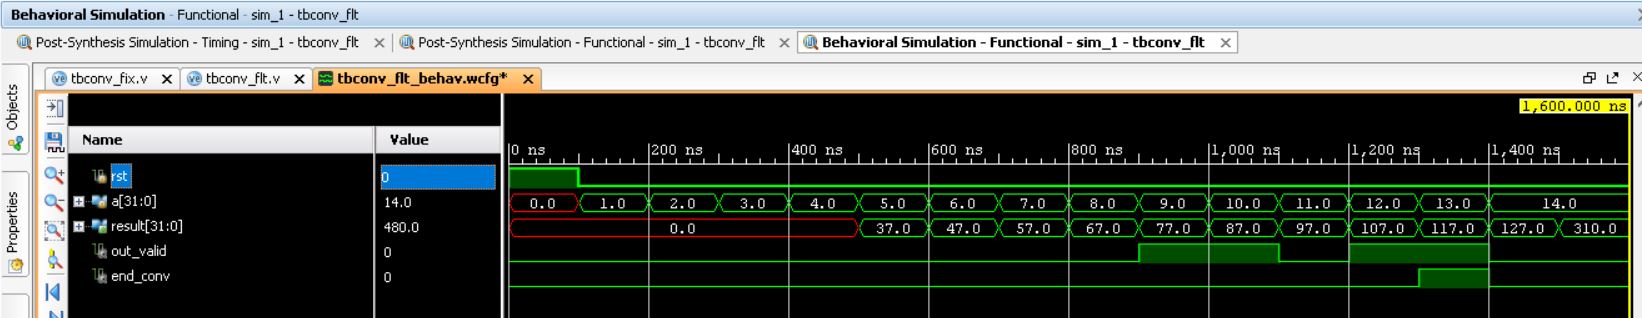 Behavioral Simulation - Functional - sim_1 - tbconv_flt
Post-Synthesis Simulation - Timing - sim_1 - tbconv_flt Post-Synthesis Simulation - Functional - sim_1 - tbconv_flt Behavioral Simulation - Functional - sim_1 - tbconv_flt
tbconv_fix.v tbconv_flt.v tbconv_flt_behav.wcfg*
Objects
Properties
1,600.000 ns
Name Value
0 ns 200 ns 400 ns 600 ns 800 ns 1,000 ns 1,200 ns 1,400 ns
rst 0
a[31:0] 14.0 0.0 1.0 2.0 3.0 4.0 5.0 6.0 7.0 8.0 9.0 10.0 11.0 12.0 13.0 14.0
result[31:0] 480.0 0.0 37.0 47.0 57.0 67.0 77.0 87.0 97.0 107.0 117.0 127.0 310.0
out_valid 0
end_conv 0